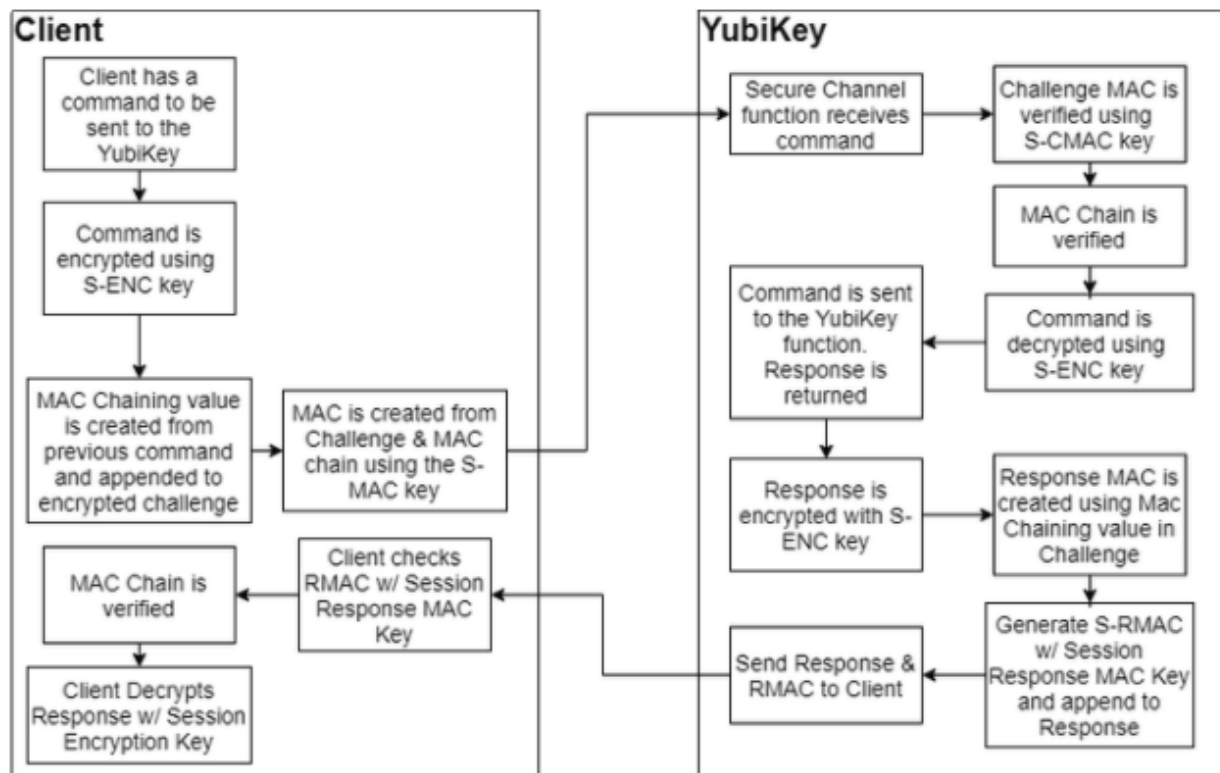 Client
Client has a
command to be
sent to the
YubiKey
Command is
encrypted using
S-ENC key
MAC Chaining value
is created from
previous command
and appended to
encrypted challenge
MAC is created from
Challenge & MAC
chain using the S-
MAC key
Client checks
RMAC w/ Session
Response MAC
Key
MAC Chain is
verified
Client Decrypts
Response w/ Session
Encryption Key
YubiKey
Secure Channel
function receives
command
Challenge MAC is
verified using
S-CMAC key
MAC Chain is
verified
Command is
decrypted using
S-ENC key
Command is sent
to the YubiKey
function.
Response is
returned
Response is
encrypted with S-
ENC key
Response MAC is
created using Mac
Chaining value in
Challenge
Generate S-RMAC
w/ Session
Response MAC Key
and append to
Response
Send Response &
RMAC to Client